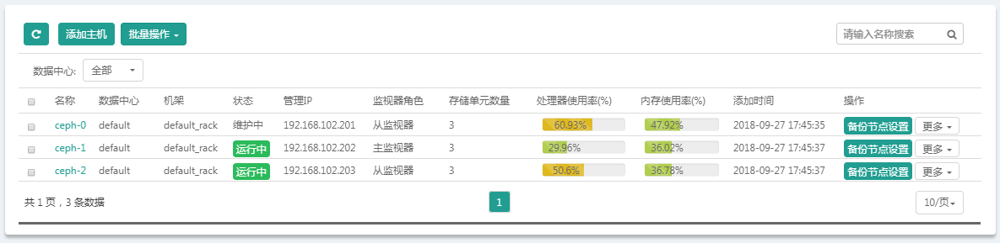 添加主机 批量操作 请输入名称搜索
数据中心: 全部
名称 数据中心 机架 状态 管理IP 监视器角色 存储单元数量 处理器使用率(%) 内存使用率(%) 添加时间 操作
ceph-0 default default_rack 维护中 192.168.102.201 从监视器 3 60.93% 47.92% 2018-09-27 17:45:35 备份节点设置 更多
ceph-1 default default_rack 运行中 192.168.102.202 主监视器 3 29.96% 36.02% 2018-09-27 17:45:37 备份节点设置 更多
ceph-2 default default_rack 运行中 192.168.102.203 从监视器 3 50.6% 36.78% 2018-09-27 17:45:37 备份节点设置 更多
共 1 页，3 条数据 1 10/页